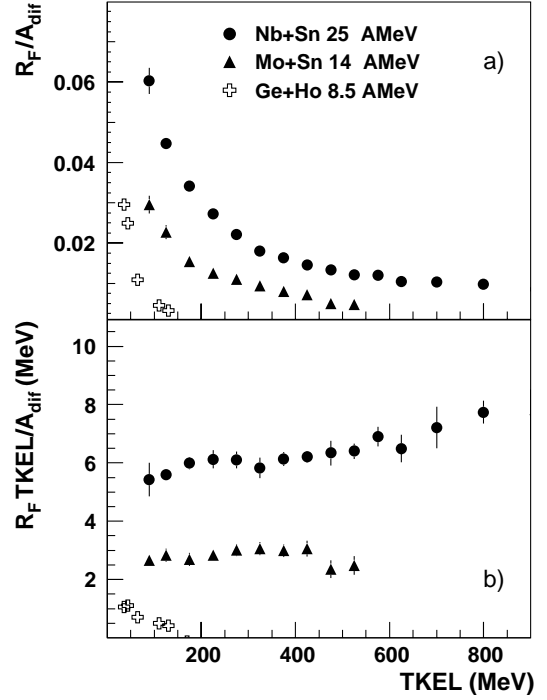 R_F/A_dif
Nb+Sn 25 AMeV
Mo+Sn 14 AMeV
Ge+Ho 8.5 AMeV
a)
0.06
0.04
0.02
R_F TKEL/A_dif (MeV)
10
8
6
4
2
b)
200 400 600 800
TKEL (MeV)